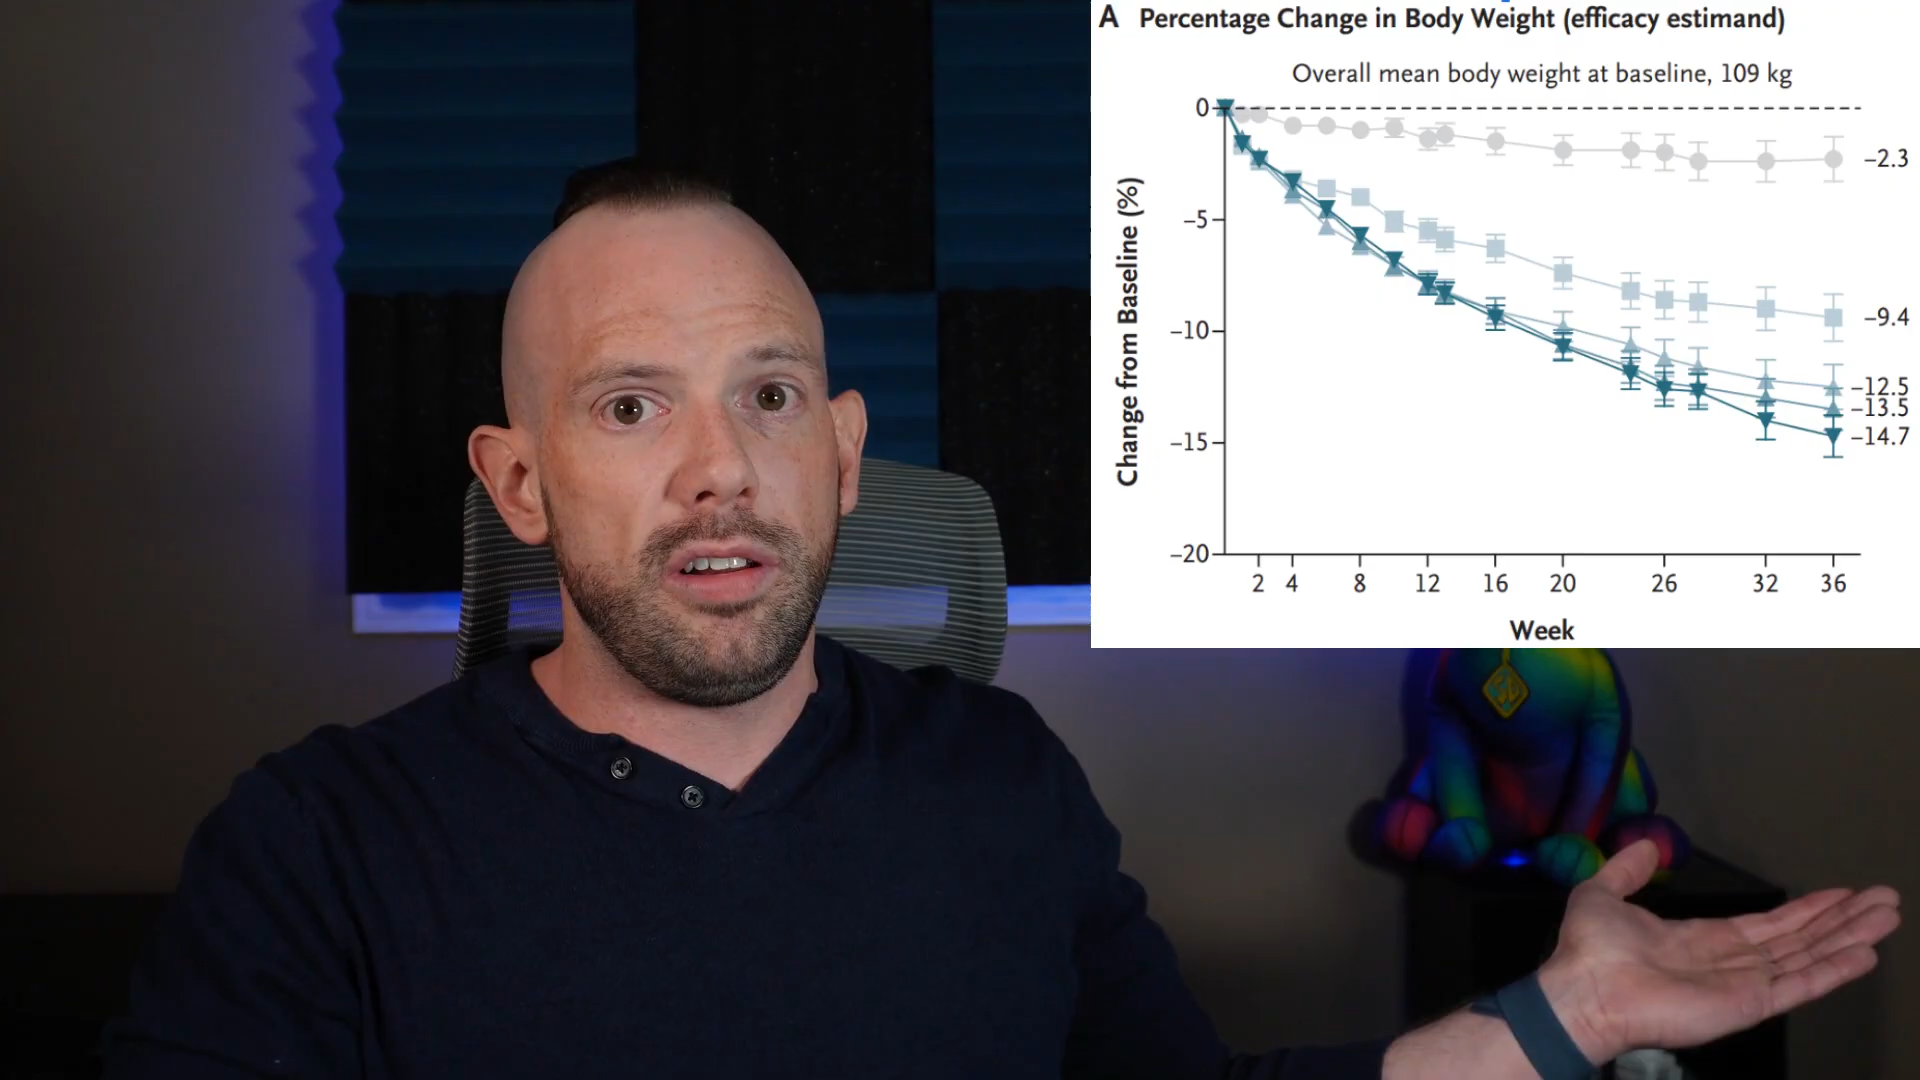 A Percentage Change in Body Weight (efficacy estimand)
Overall mean body weight at baseline, 109 kg
Change from Baseline (%)
0
–5
–10
–15
–20
–2.3
–9.4
–12.5
–13.5
–14.7
2 4 8 12 16 20 26 32 36
Week
SD